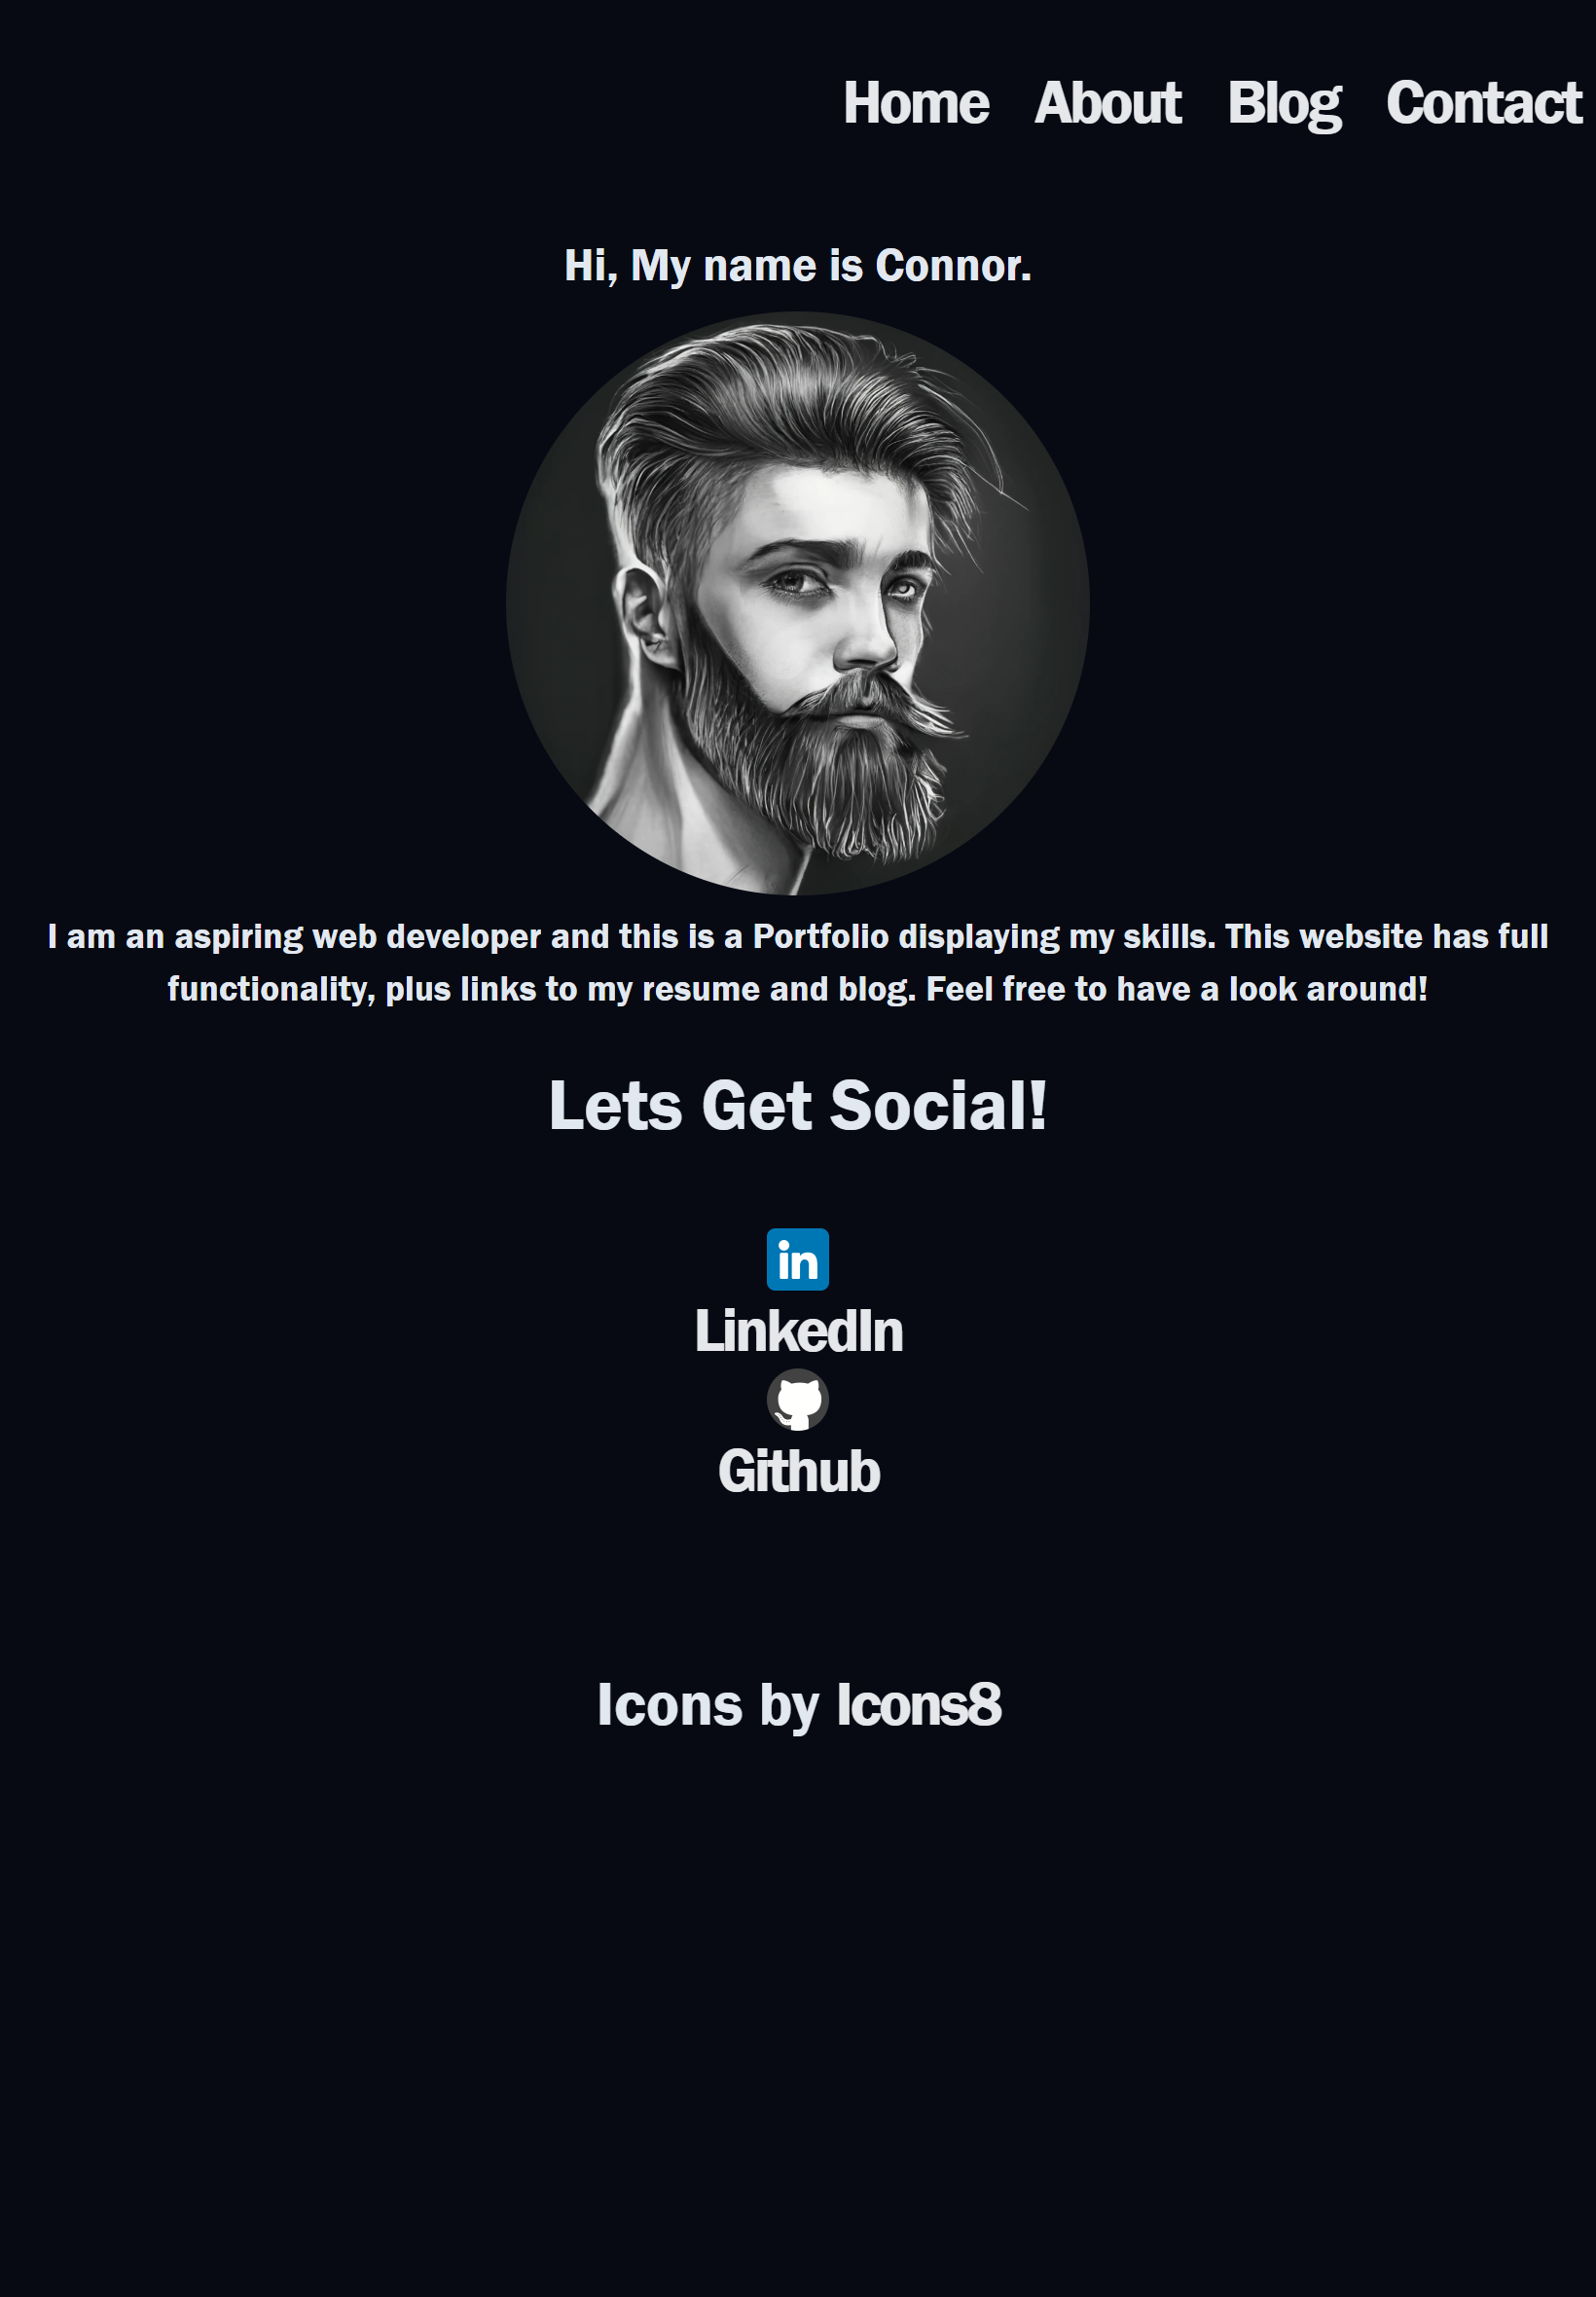 Home About Blog Contact
Hi, My name is Connor.
I am an aspiring web developer and this is a Portfolio displaying my skills. This website has full
functionality, plus links to my resume and blog. Feel free to have a look around!
Lets Get Social!
in
LinkedIn
Github
Icons by Icons8